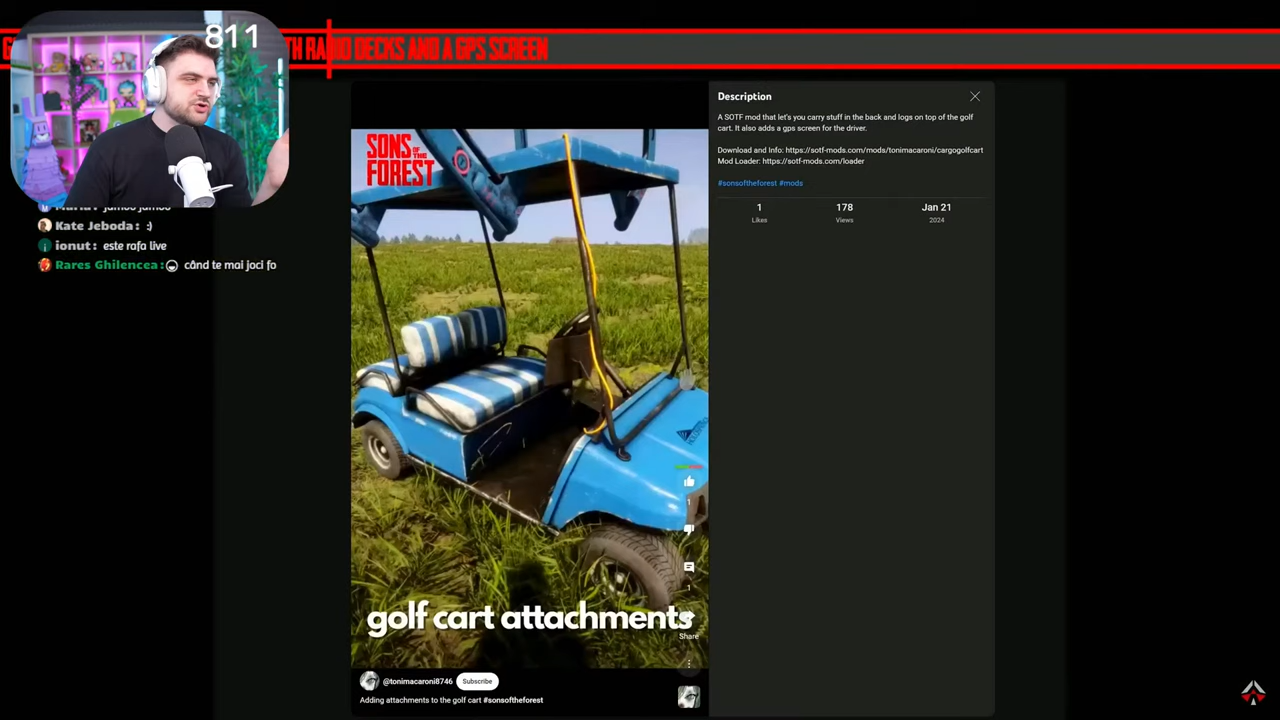 811
TH RADIO DECKS AND A GPS SCREEN
Kate Jeboda: :)
ionut: este rafa live
Rares Ghilencea: când te mai joci fo
SONS OF THE FOREST
golf cart attachments
1
1
Share
@tonimacaroni8746 Subscribe
Adding attachments to the golf cart #sonsoftheforest
Description
A SOTF mod that let's you carry stuff in the back and logs on top of the golf
cart. It also adds a gps screen for the driver.
Download and Info: https://sotf-mods.com/mods/tonimacaroni/cargogolfcart
Mod Loader: https://sotf-mods.com/loader
#sonsoftheforest #mods
1 178 Jan 21
Likes Views 2024